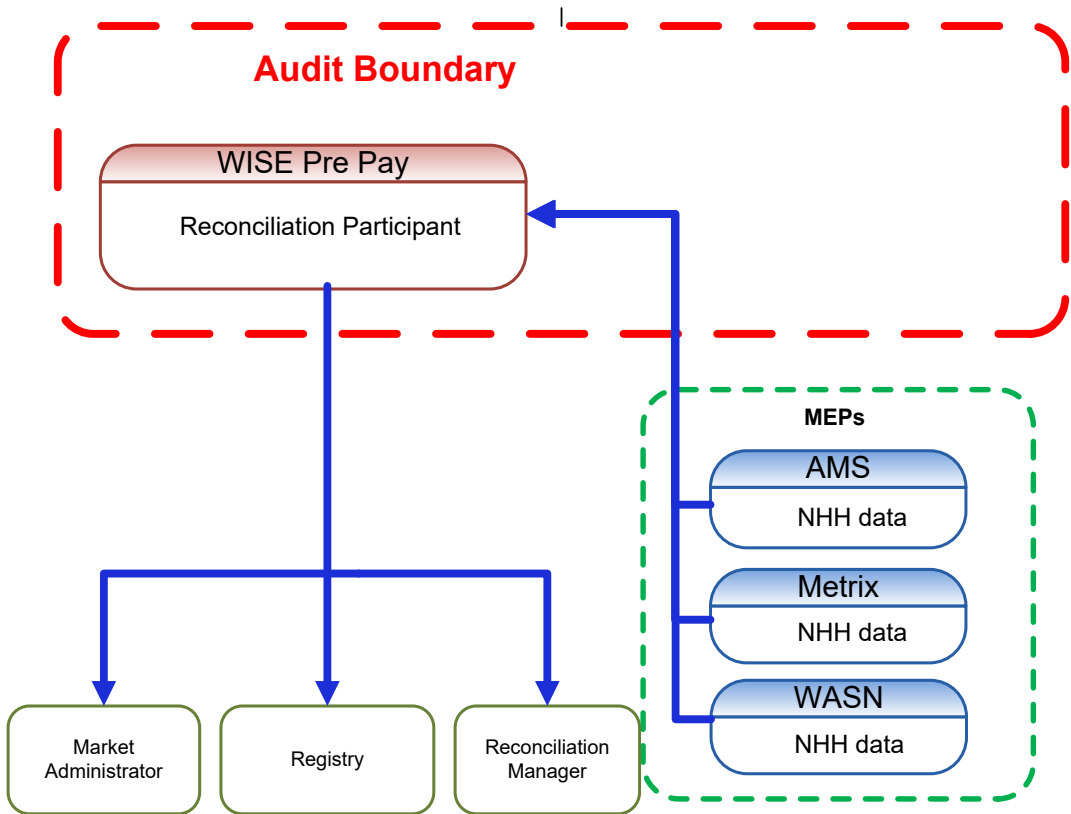 Audit Boundary
WISE Pre Pay
Reconciliation Participant
MEPs
AMS
NHH data
Metrix
NHH data
WASN
NHH data
Market
Administrator
Registry
Reconciliation
Manager